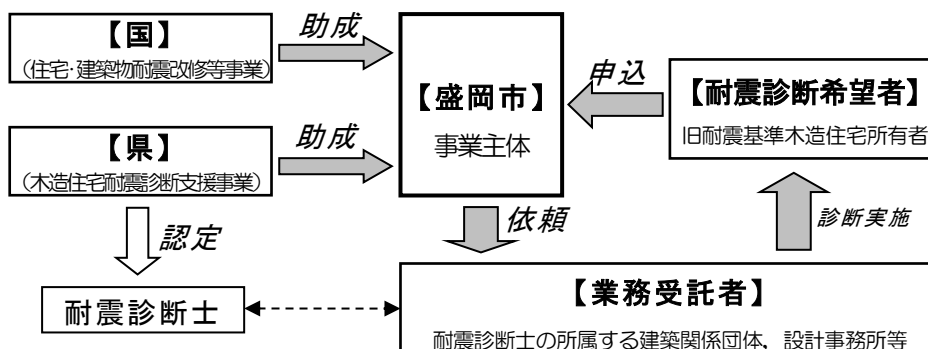 【国】
(住宅・建築物耐震改修等事業)
助成
【盛岡市】
事業主体
申込
【耐震診断希望者】
旧耐震基準木造住宅所有者
【県】
(木造住宅耐震診断支援事業)
助成
認定
依頼
診断実施
耐震診断士
【業務受託者】
耐震診断士の所属する建築関係団体，設計事務所等